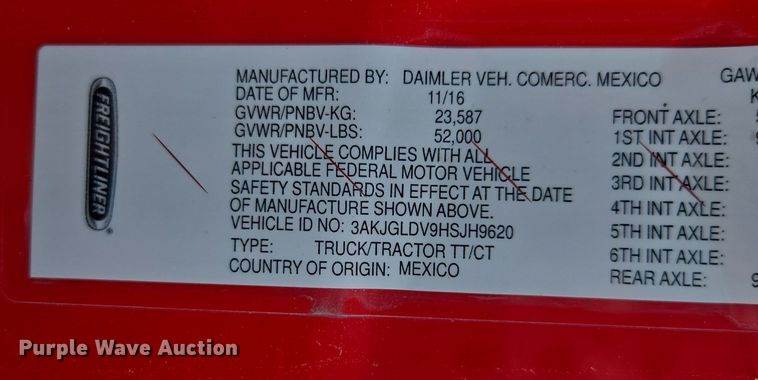 FREIGHTLINER
MANUFACTURED BY: DAIMLER VEH. COMERC. MEXICO
DATE OF MFR: 11/16
GVWR/PNBV-KG: 23,587
GVWR/PNBV-LBS: 52,000
THIS VEHICLE COMPLIES WITH ALL
APPLICABLE FEDERAL MOTOR VEHICLE
SAFETY STANDARDS IN EFFECT AT THE DATE
OF MANUFACTURE SHOWN ABOVE.
VEHICLE ID NO: 3AKJGLDV9HSJH9620
TYPE: TRUCK/TRACTOR TT/CT
COUNTRY OF ORIGIN: MEXICO
GAW
K
FRONT AXLE:
1ST INT AXLE:
2ND INT AXLE:
3RD INT AXLE:
4TH INT AXLE:
5TH INT AXLE:
6TH INT AXLE:
REAR AXLE: 9
Purple Wave Auction